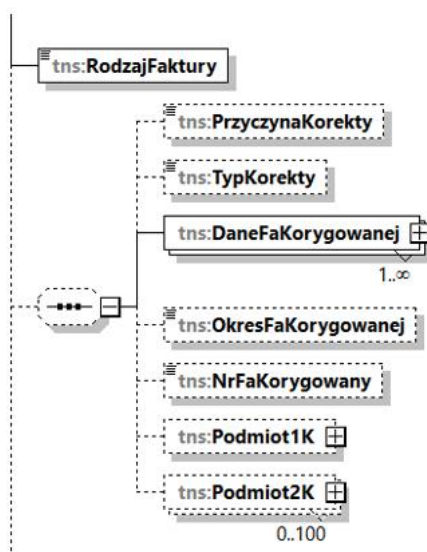 tns:RodzajFaktury
tns:PrzyczynaKorekty
tns:TypKorekty
tns:DaneFaKorygowanej
1..∞
tns:OkresFaKorygowanej
tns:NrFaKorygowany
tns:Podmiot1K
tns:Podmiot2K
0..100